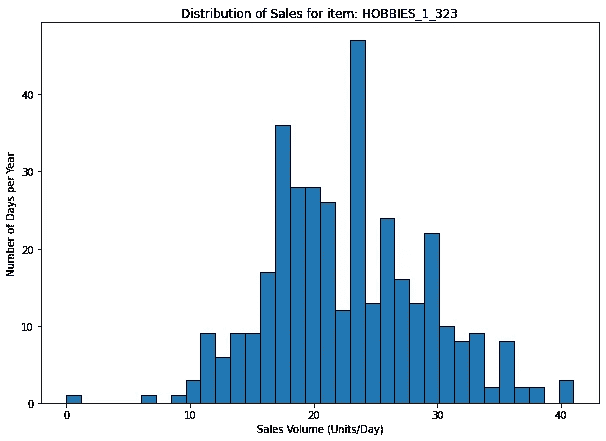 Distribution of Sales for item: HOBBIES_1_323
Number of Days per Year
40
30
20
10
0
0 10 20 30 40
Sales Volume (Units/Day)